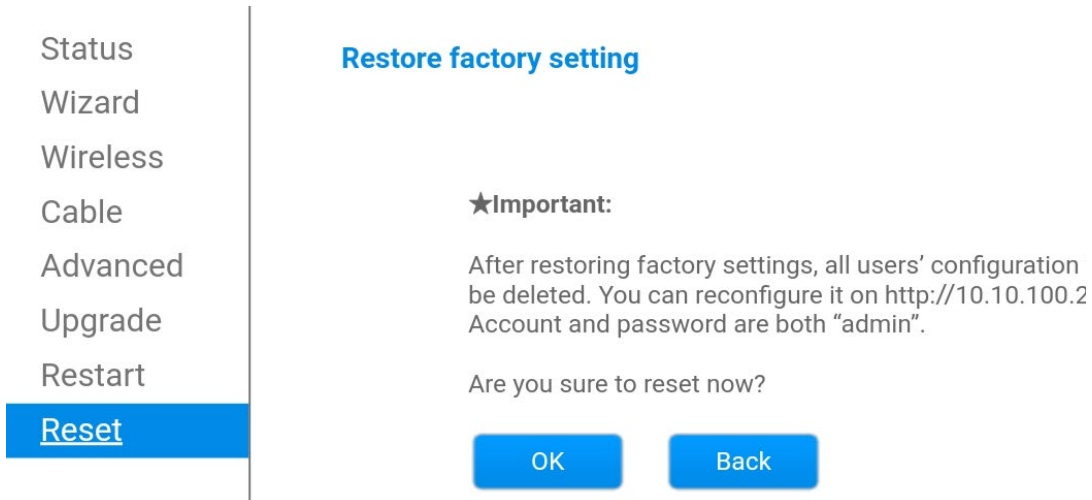 Status
Wizard
Wireless
Cable
Advanced
Upgrade
Restart
Reset
Restore factory setting
★Important:
After restoring factory settings, all users’ configuration
be deleted. You can reconfigure it on http://10.10.100.2
Account and password are both “admin”.
Are you sure to reset now?
OK
Back